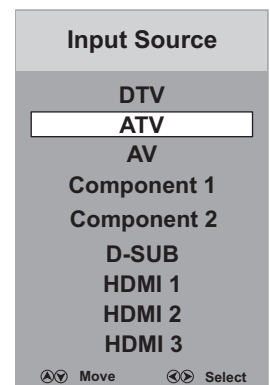 Input Source
DTV
ATV
AV
Component 1
Component 2
D-SUB
HDMI 1
HDMI 2
HDMI 3
Move Select